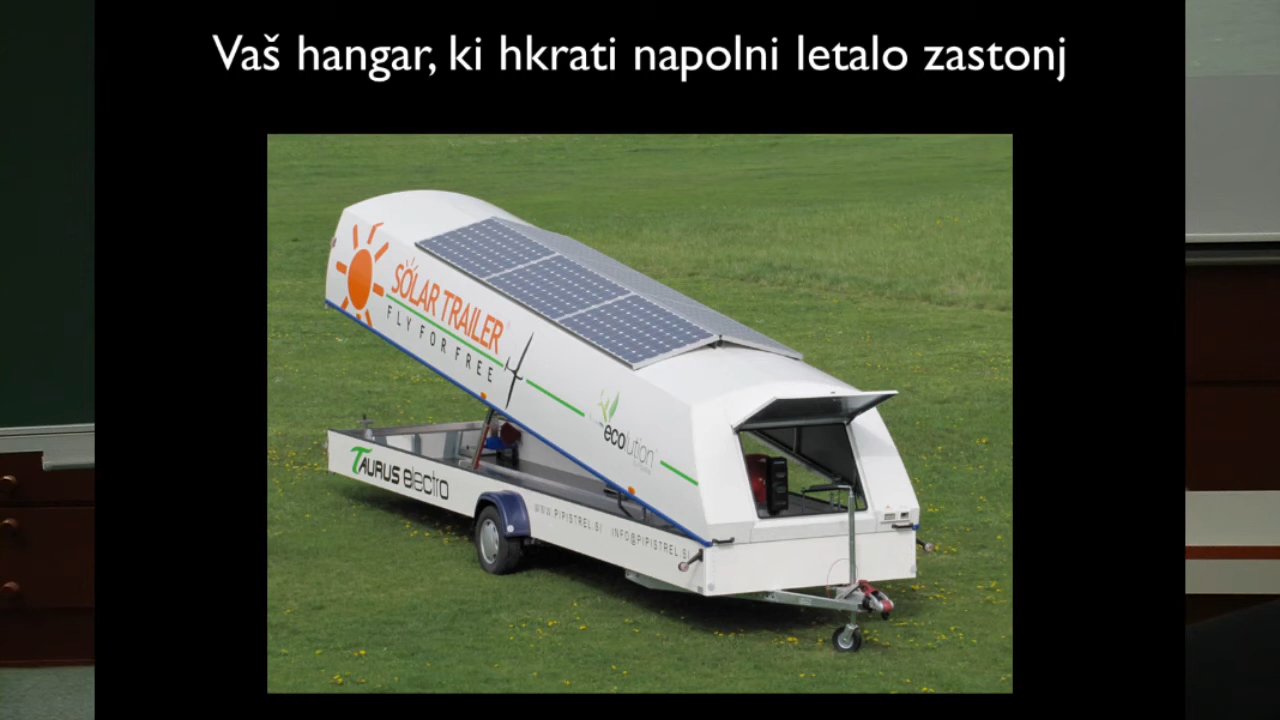 Vaš hangar, ki hkrati napolni letalo zastonj
SOLAR TRAILER
FLY FOR FREE
ecolution
TAURUS electro
WWW.PIPISTREL.SI INFO@PIPISTREL.SI